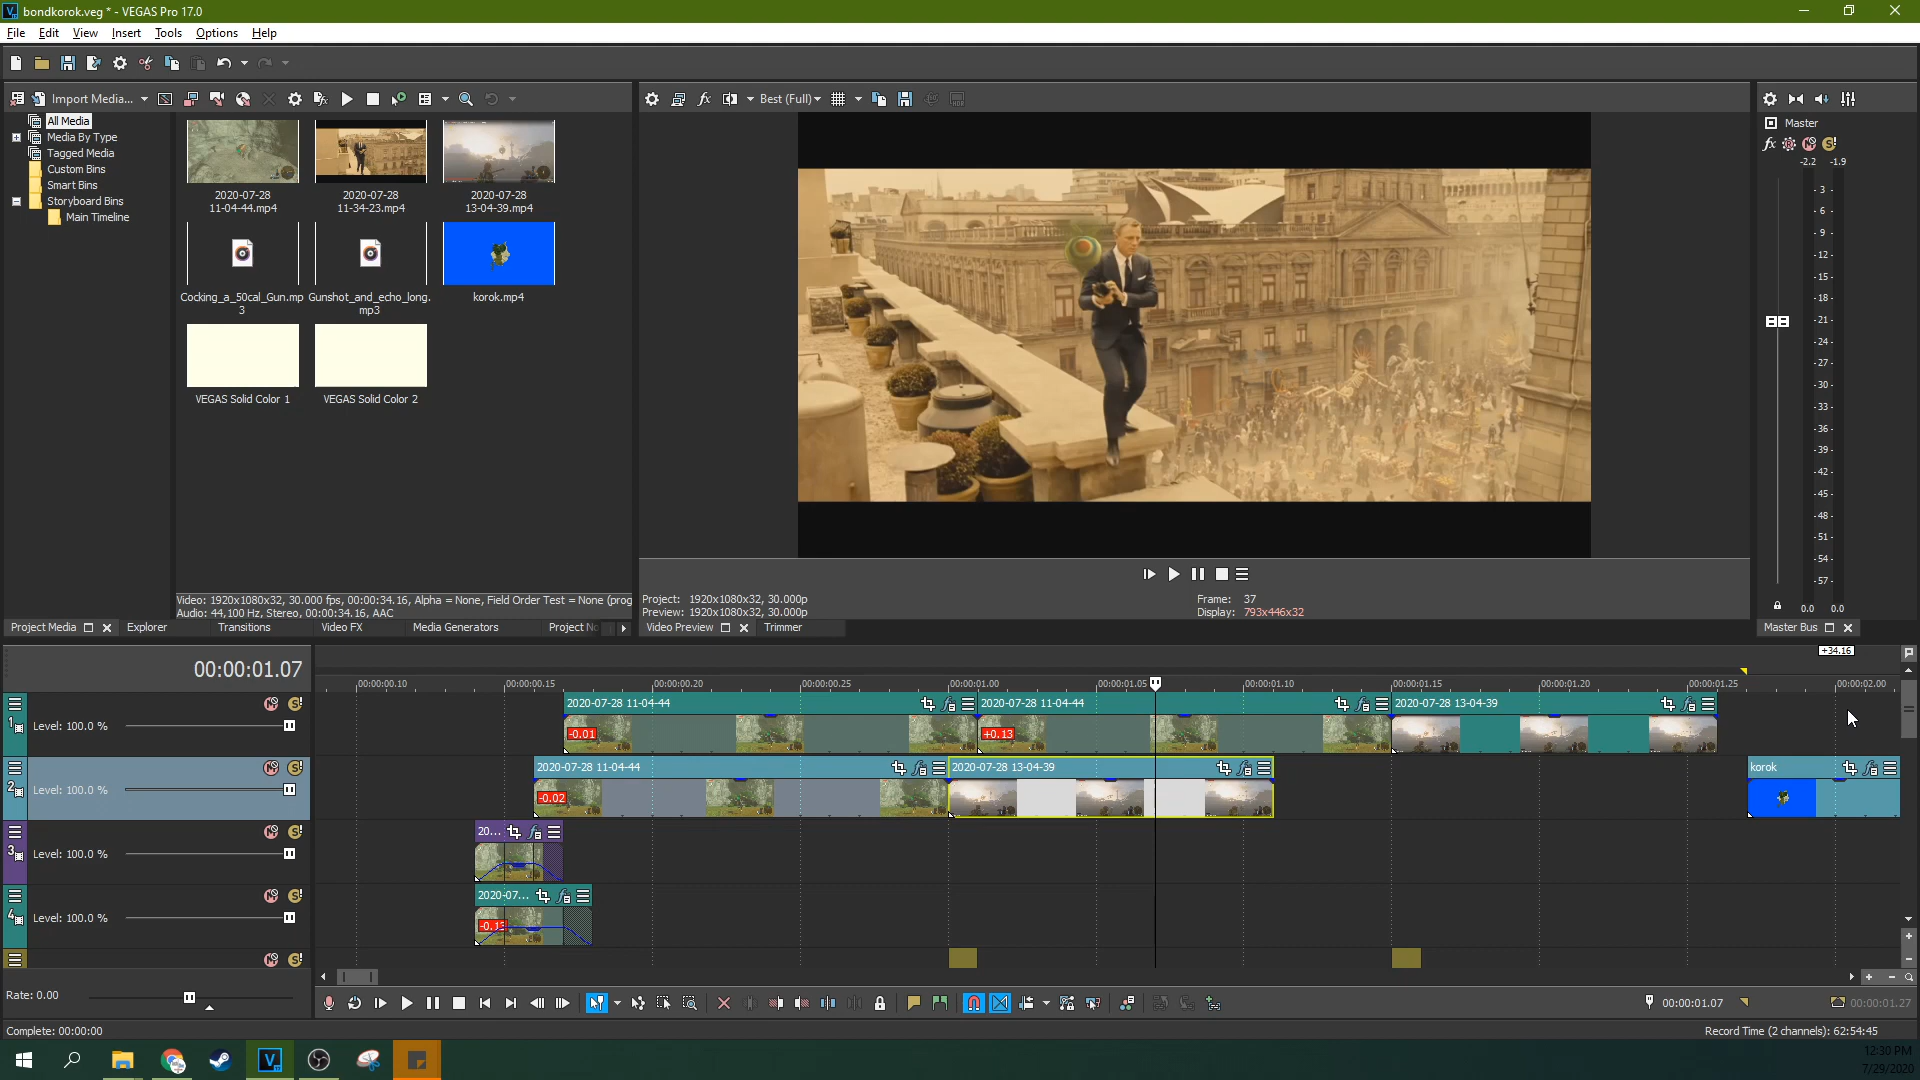 bondkorok.veg * - VEGAS Pro 17.0
File Edit View Insert Tools Options Help
Import Media...
All Media
Media By Type
Tagged Media
Custom Bins
Smart Bins
Storyboard Bins
Main Timeline
2020-07-28
11-04-44.mp4
2020-07-28
11-34-23.mp4
2020-07-28
13-04-39.mp4
Cocking_a_50cal_Gun.mp
3
Gunshot_and_echo_long.
mp3
korok.mp4
VEGAS Solid Color 1
VEGAS Solid Color 2
Video: 1920x1080x32, 30.000 fps, 00:00:34.16, Alpha = None, Field Order Test = None (prog
Audio: 44,100 Hz, Stereo, 00:00:34.16, AAC
Project Media Explorer Transitions Video FX Media Generators Project No
fx Best (Full)
Project: 1920x1080x32, 30.000p
Preview: 1920x1080x32, 30.000p
Frame: 37
Display: 793x446x32
Video Preview Trimmer
Master
fx
-2.2 -1.9
- 3 -
- 6 -
- 9 -
-12-
-15-
-18-
-21-
-24-
-27-
-30-
-33-
-36-
-39-
-42-
-45-
-48-
-51-
-54-
-57-
0.0 0.0
Master Bus
+34.16
00:00:01.07
00:00:00.10 00:00:00.15 00:00:00.20 00:00:00.25 00:00:01.00 00:00:01.05 00:00:01.10 00:00:01.15 00:00:01.20 00:00:01.25 00:00:02.00
1 Level: 100.0 %
2020-07-28 11-04-44
-0.01
2020-07-28 11-04-44
+0.13
2020-07-28 13-04-39
2 Level: 100.0 %
2020-07-28 11-04-44
-0.02
2020-07-28 13-04-39
korok
3 Level: 100.0 %
20...
4 Level: 100.0 %
2020-07...
Rate: 0.00
00:00:01.07
00:00:01.27
Complete: 00:00:00
Record Time (2 channels): 62:54:45
12:30 PM
7/29/2020